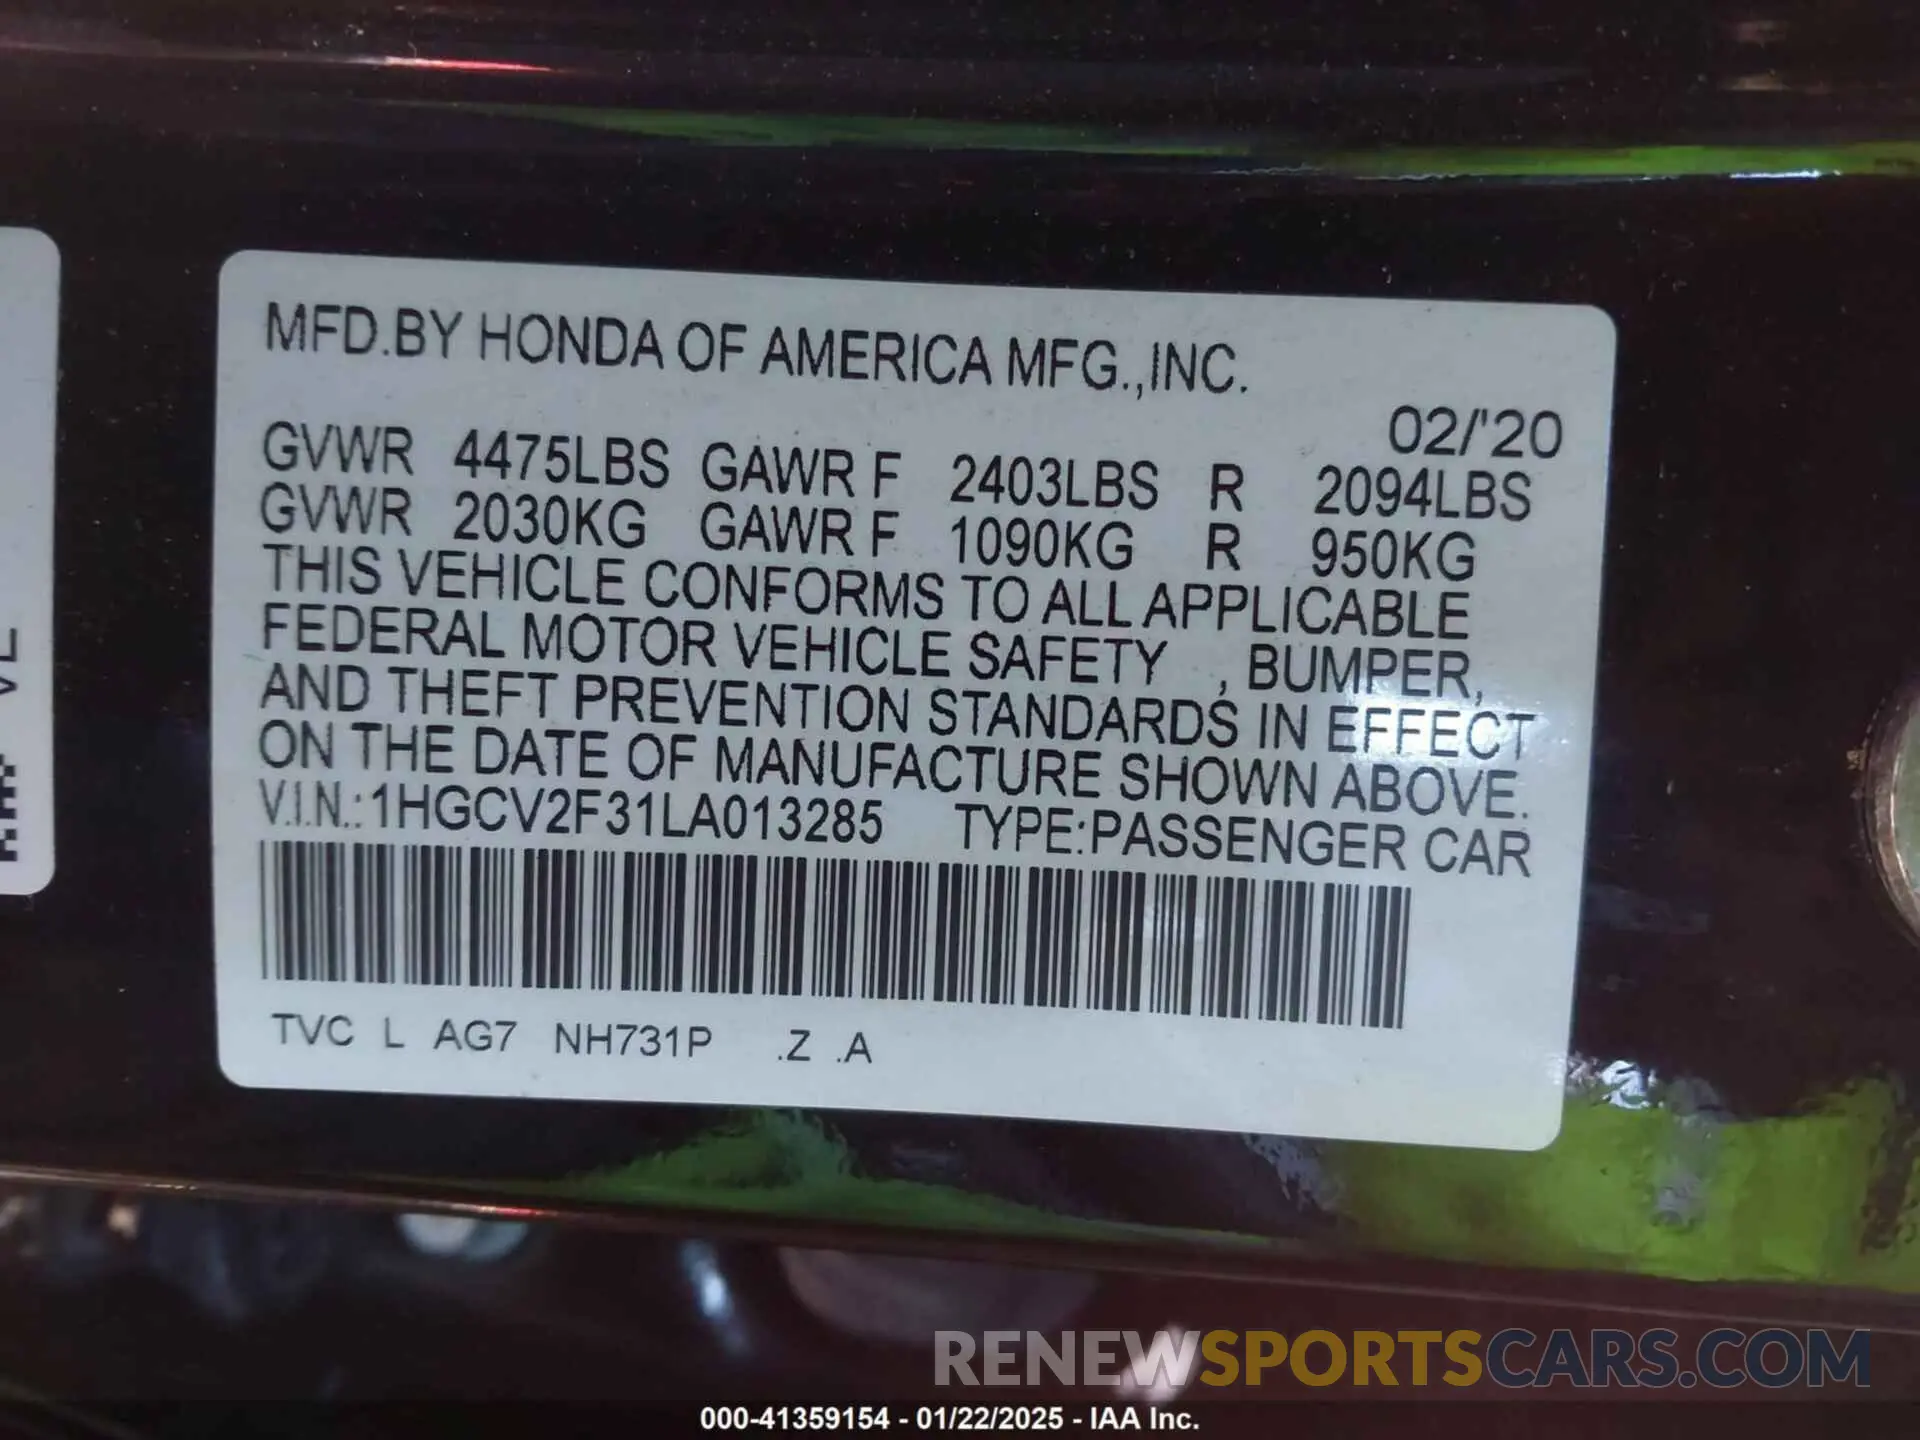 MFD.BY HONDA OF AMERICA MFG.,INC.
02/'20
GVWR 4475LBS GAWR F 2403LBS R 2094LBS
GVWR 2030KG GAWR F 1090KG R 950KG
THIS VEHICLE CONFORMS TO ALL APPLICABLE
FEDERAL MOTOR VEHICLE SAFETY , BUMPER,
AND THEFT PREVENTION STANDARDS IN EFFECT
ON THE DATE OF MANUFACTURE SHOWN ABOVE.
V.I.N.:1HGCV2F31LA013285 TYPE:PASSENGER CAR
TVC L AG7 NH731P .Z .A
RENEWSPORTSCARS.COM
000-41359154 - 01/22/2025 - IAA Inc.